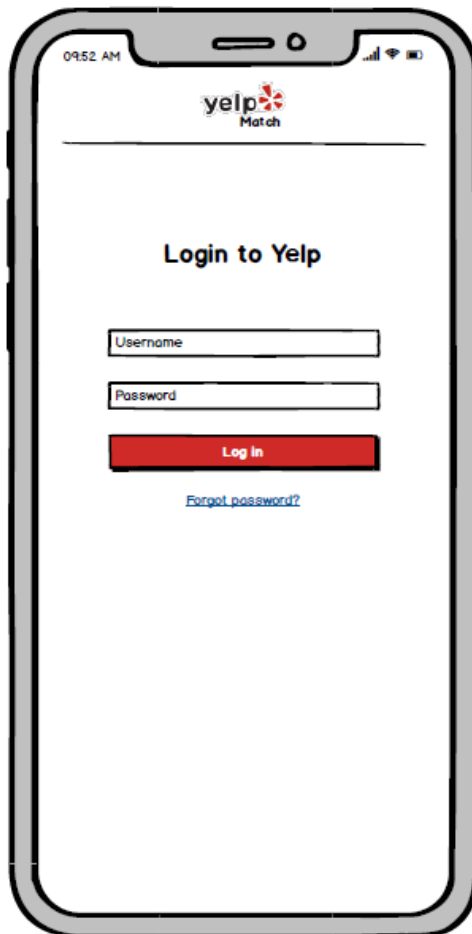 09:52 AM
yelp
Match
Login to Yelp
Username
Password
Log in
Forgot password?